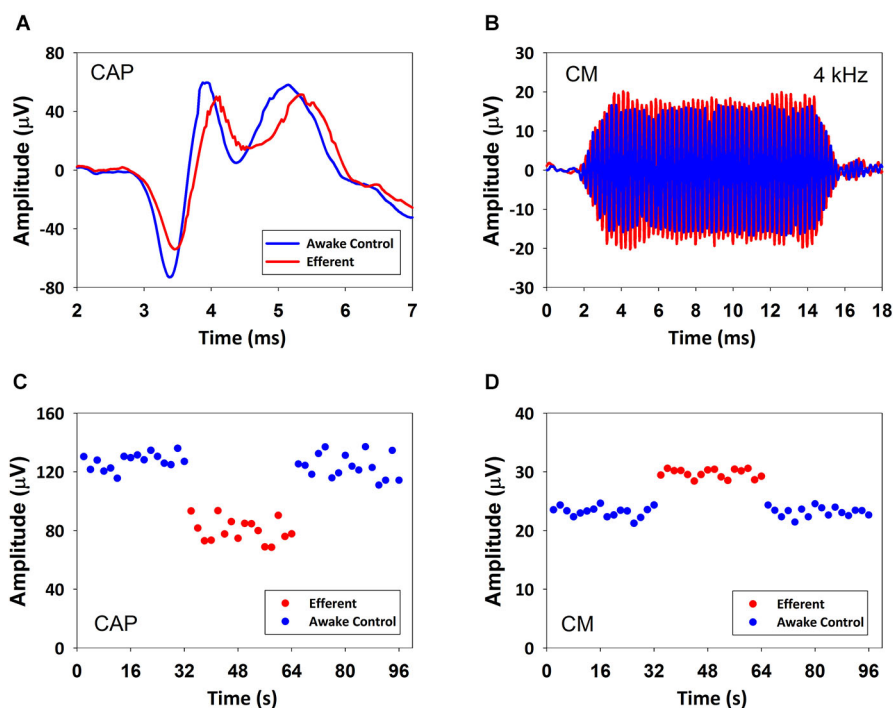 A
80
40
0
-40
-80
Amplitude (μV)
CAP
Awake Control
Efferent
2 3 4 5 6 7
Time (ms)
B
30
20
10
0
-10
-20
-30
Amplitude (μV)
CM
4 kHz
0 2 4 6 8 10 12 14 16 18
Time (ms)
C
160
120
80
40
0
Amplitude (μV)
CAP
Efferent
Awake Control
0 16 32 48 64 80 96
Time (s)
D
40
30
20
10
0
Amplitude (μV)
CM
Efferent
Awake Control
0 16 32 48 64 80 96
Time (s)